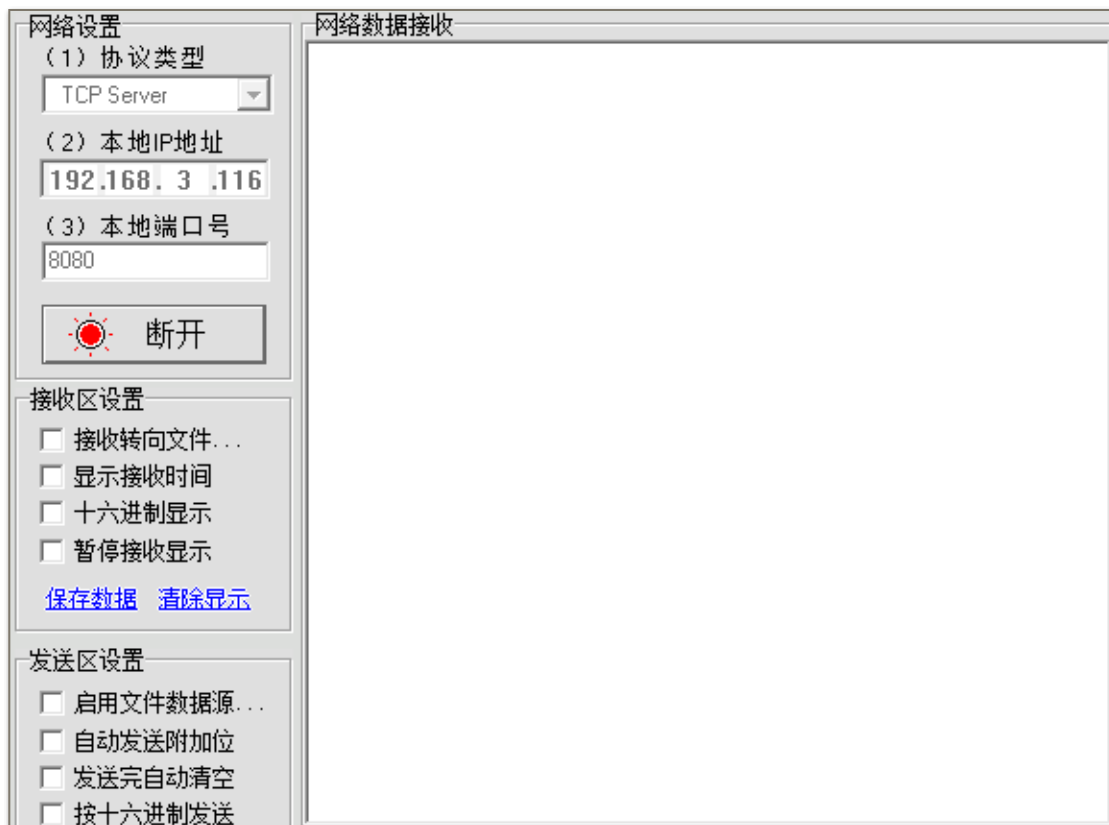 网络设置
（1）协议类型
TCP Server
（2）本地IP地址
192.168. 3 .116
（3）本地端口号
8080
断开
接收区设置
接收转向文件...
显示接收时间
十六进制显示
暂停接收显示
保存数据 清除显示
发送区设置
启用文件数据源...
自动发送附加位
发送完自动清空
按十六进制发送
网络数据接收